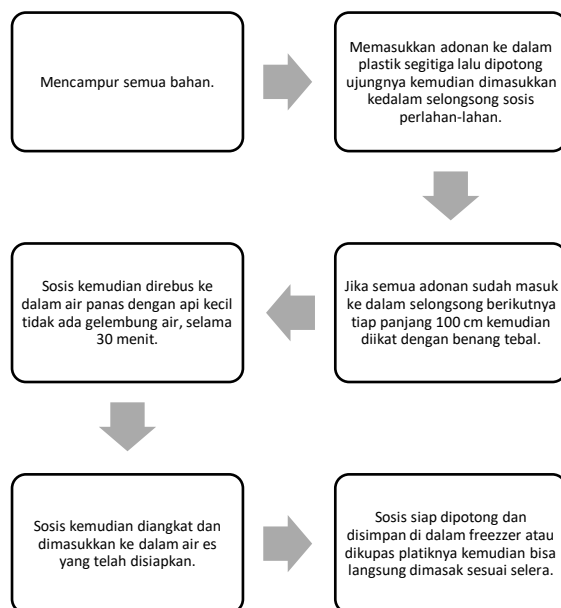 Mencampur semua bahan.
Memasukkan adonan ke dalam
plastik segitiga lalu dipotong
ujungnya kemudian dimasukkan
kedalam selongsong sosis
perlahan-lahan.
Jika semua adonan sudah masuk
ke dalam selongsong berikutnya
tiap panjang 100 cm kemudian
diikat dengan benang tebal.
Sosis kemudian direbus ke
dalam air panas dengan api kecil
tidak ada gelembung air, selama
30 menit.
Sosis kemudian diangkat dan
dimasukkan ke dalam air es
yang telah disiapkan.
Sosis siap dipotong dan
disimpan di dalam freezzer atau
dikupas platiknya kemudian bisa
langsung dimasak sesuai selera.